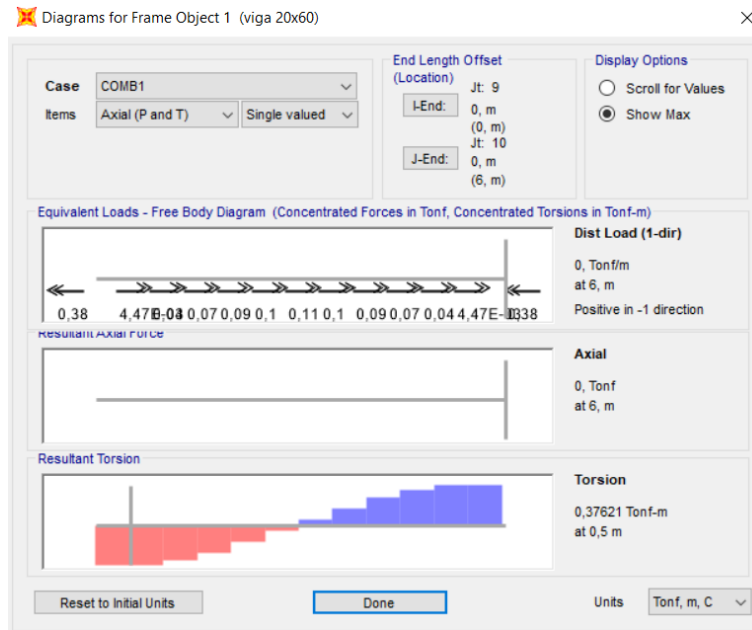 Diagrams for Frame Object 1 (viga 20x60)
Case COMB1
Items Axial (P and T) Single valued
End Length Offset
(Location)
I-End:
Jt: 9
0, m
(0, m)
J-End:
Jt: 10
0, m
(6, m)
Display Options
Scroll for Values
Show Max
Equivalent Loads - Free Body Diagram (Concentrated Forces in Tonf, Concentrated Torsions in Tonf-m)
0,38 0,07 0,09 0,1 0,11 0,1 0,09 0,07 0,04
Dist Load (1-dir)
0, Tonf/m
at 6, m
Positive in -1 direction
Resultant Axial Force
Axial
0, Tonf
at 6, m
Resultant Torsion
Torsion
0,37621 Tonf-m
at 0,5 m
Reset to Initial Units Done Units Tonf, m, C